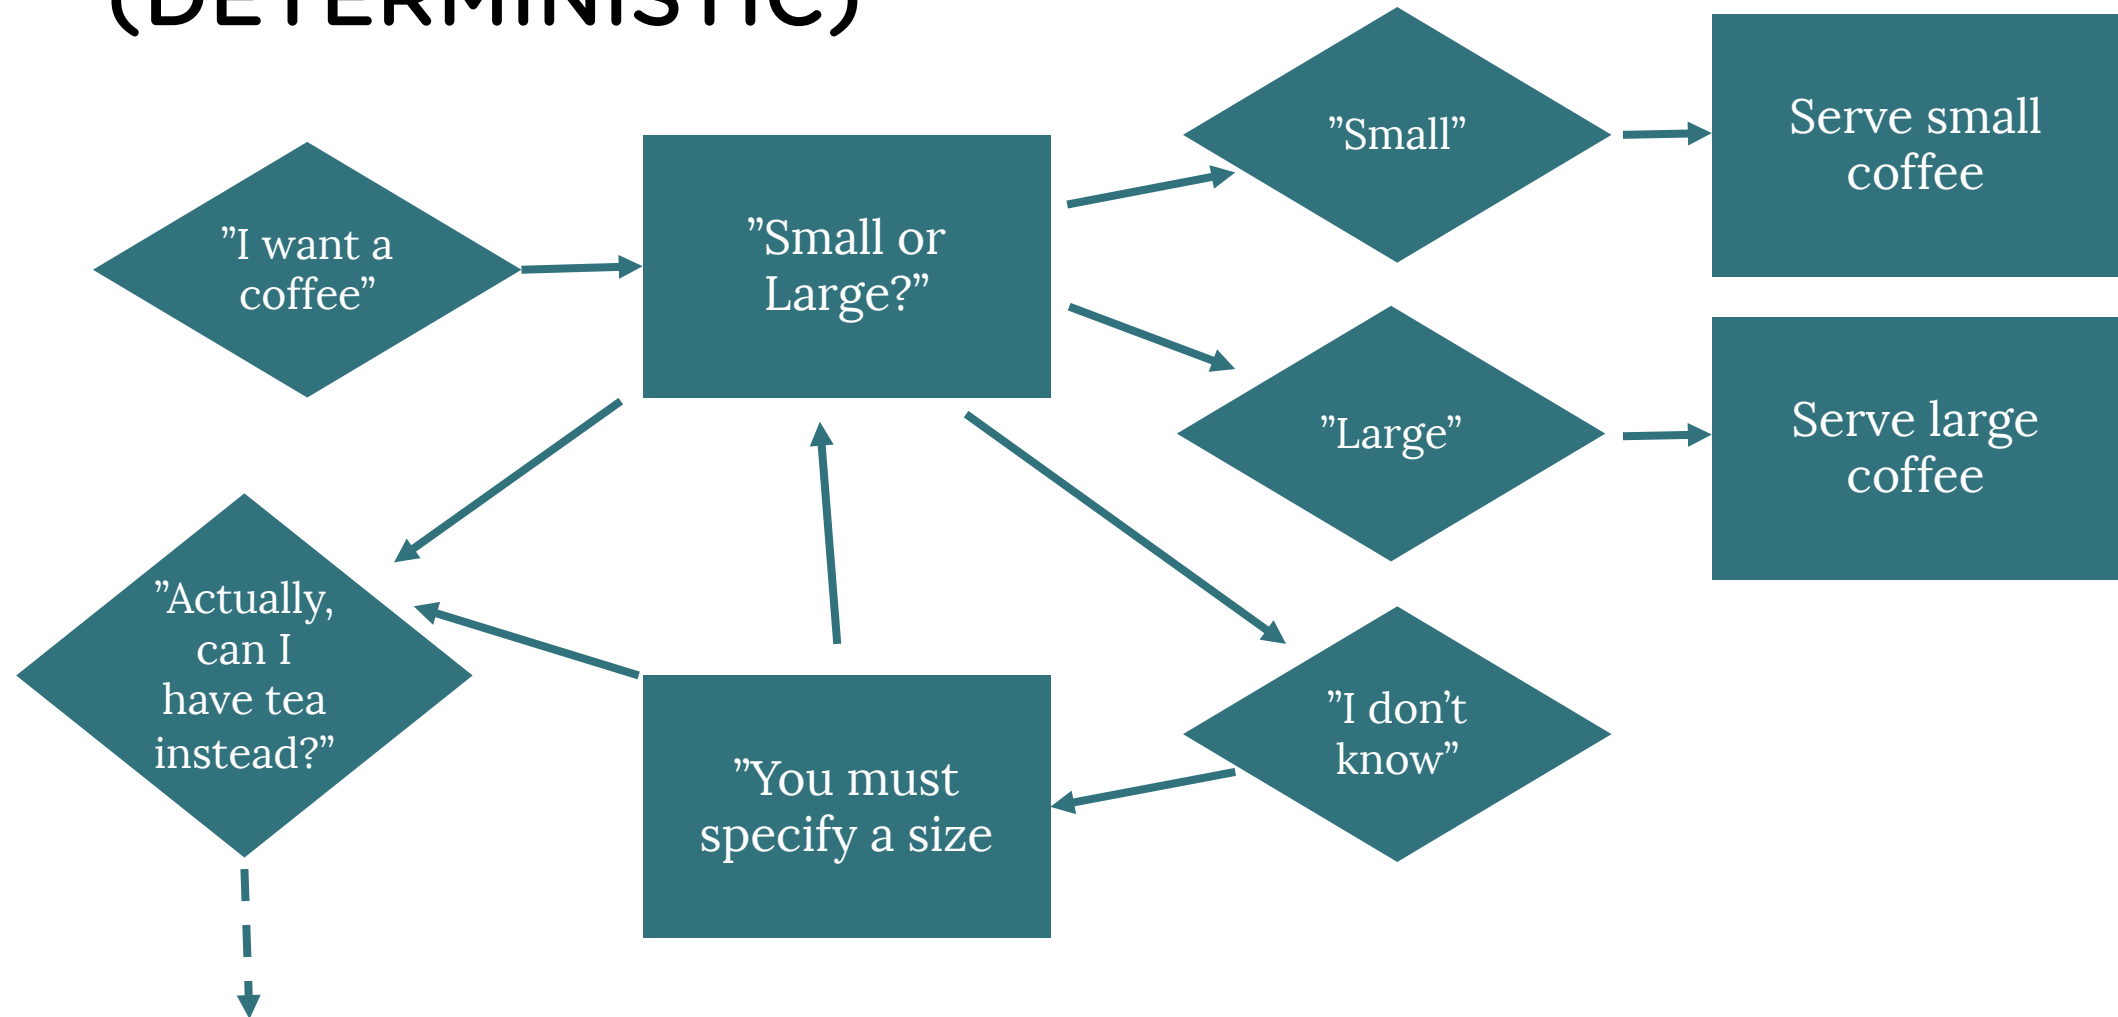 (DETERMINISTIC)
”I want a
coffee”
”Small or
Large?”
”Small”
Serve small
coffee
”Large”
Serve large
coffee
”Actually,
can I
have tea
instead?”
”You must
specify a size
”I don’t
know”